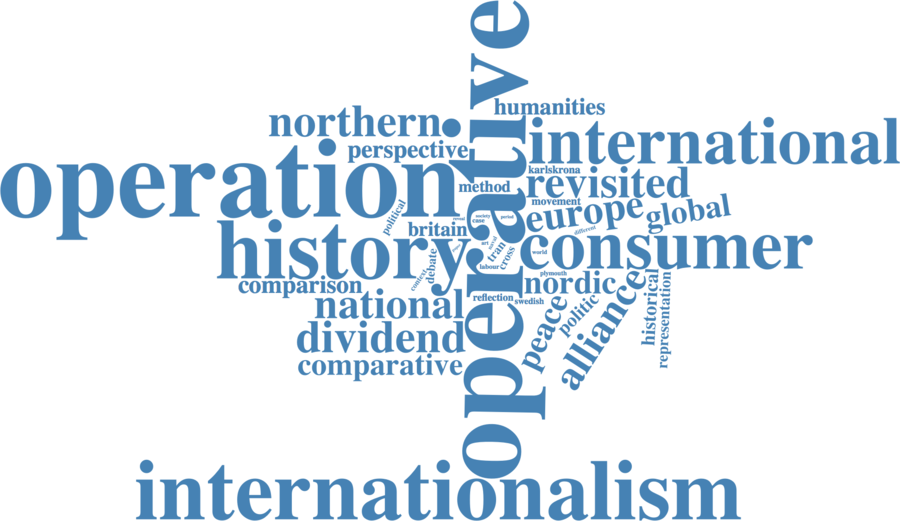 operative
humanities
northern
international
perspective
operation
karlskrona
method
revisited
movement
political
europe
global
society
case
period
britain
different
history
consumer
art
tran
cross
debate
world
context
labour
plymouth
comparison
nordic
alliance
historical
representation
national
reflection
swedish
peace
politic
dividend
comparative
internationalism